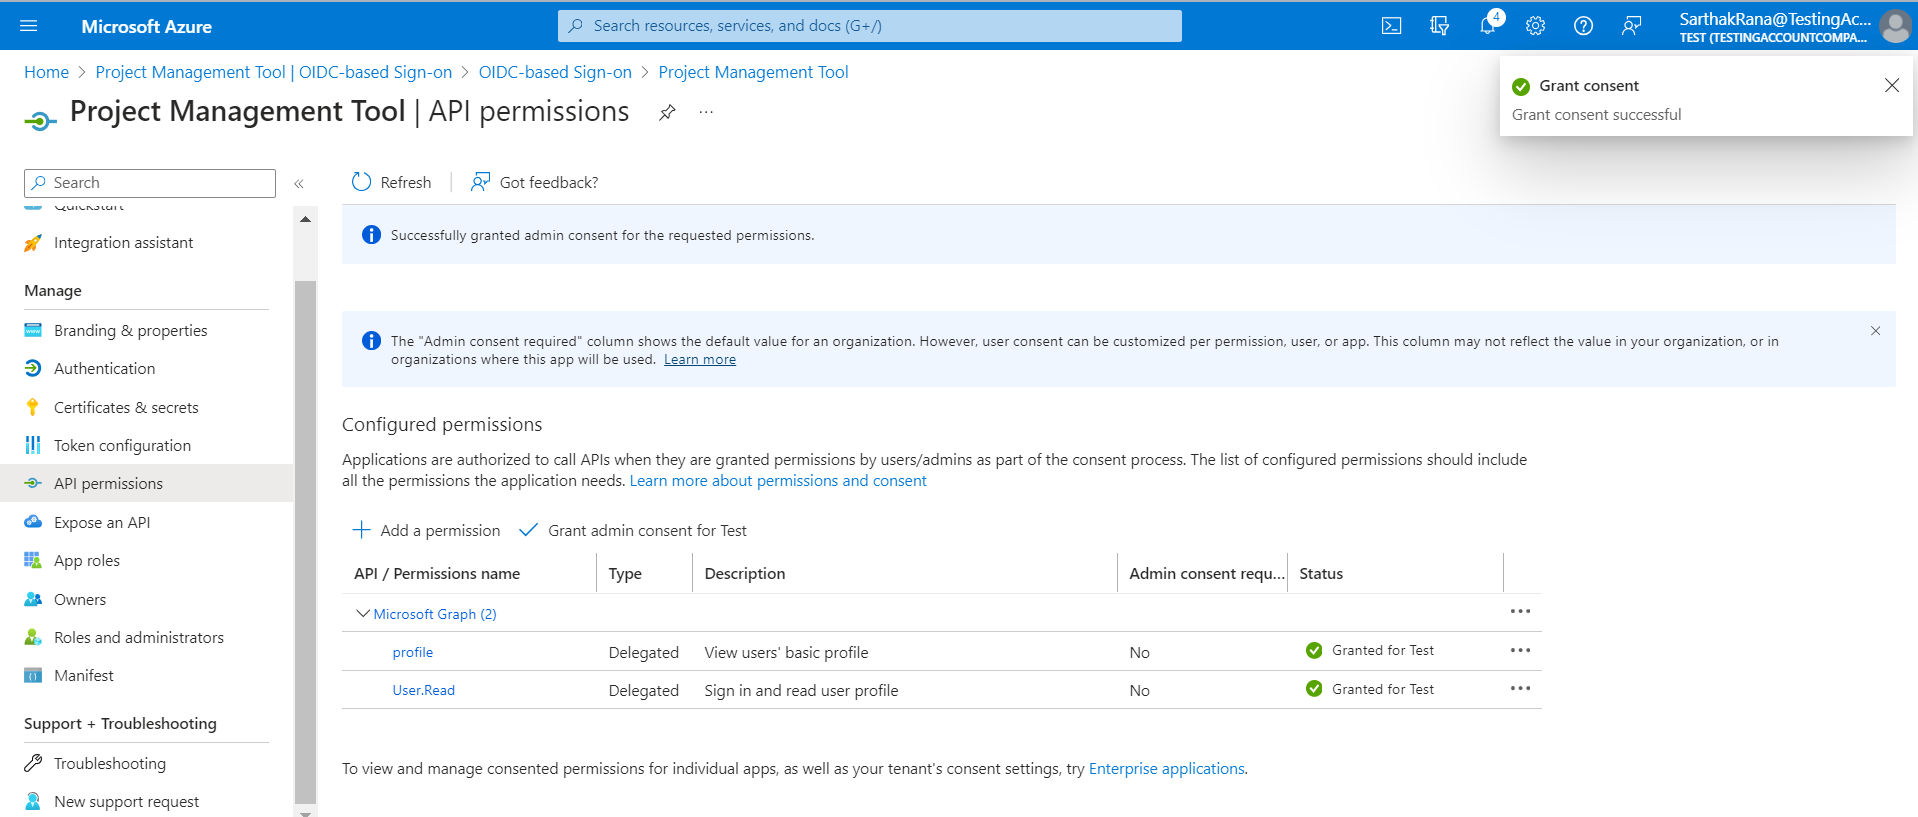 Microsoft Azure
Search resources, services, and docs (G+/)
4
SarthakRana@TestingAc...
TEST (TESTINGACCOUNTCOMPA...
Home > Project Management Tool | OIDC-based Sign-on > OIDC-based Sign-on > Project Management Tool
Project Management Tool | API permissions
...
Grant consent
Grant consent successful
Search
«
Quickstart
Integration assistant
Manage
Branding & properties
Authentication
Certificates & secrets
Token configuration
API permissions
Expose an API
App roles
Owners
Roles and administrators
Manifest
Support + Troubleshooting
Troubleshooting
New support request
Refresh
Got feedback?
Successfully granted admin consent for the requested permissions.
The "Admin consent required" column shows the default value for an organization. However, user consent can be customized per permission, user, or app. This column may not reflect the value in your organization, or in
organizations where this app will be used. Learn more
Configured permissions
Applications are authorized to call APIs when they are granted permissions by users/admins as part of the consent process. The list of configured permissions should include
all the permissions the application needs. Learn more about permissions and consent
Add a permission
Grant admin consent for Test
API / Permissions name Type Description Admin consent requ... Status
Microsoft Graph (2)
profile Delegated View users' basic profile No Granted for Test
User.Read Delegated Sign in and read user profile No Granted for Test
To view and manage consented permissions for individual apps, as well as your tenant's consent settings, try Enterprise applications.